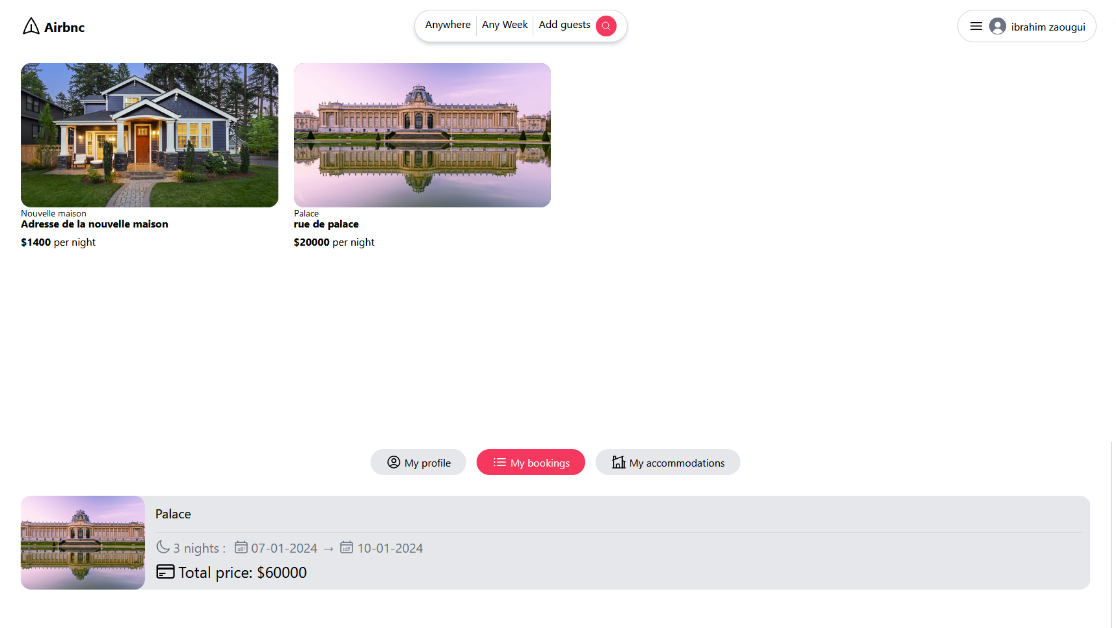 Airbnc
Anywhere Any Week Add guests
ibrahim zaougui
Nouvelle maison
Adresse de la nouvelle maison
$1400 per night
Palace
rue de palace
$20000 per night
My profile
My bookings
My accommodations
Palace
3 nights : 07-01-2024 → 10-01-2024
Total price: $60000